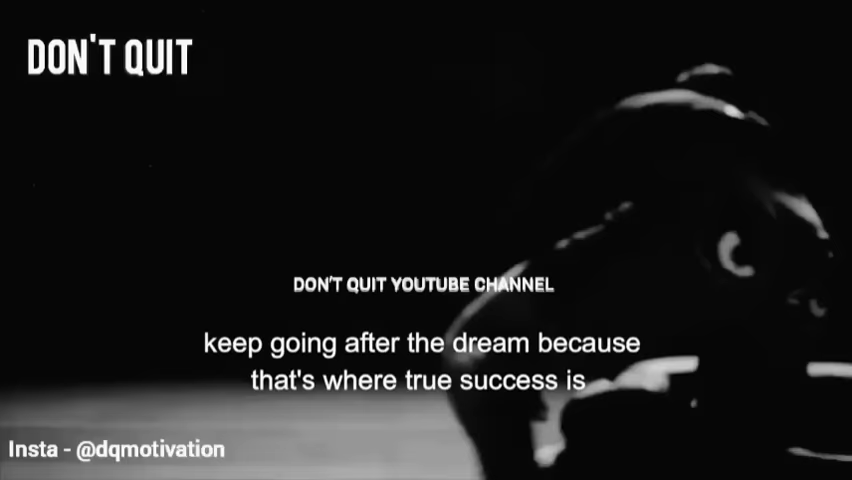 DON'T QUIT
DON'T QUIT YOUTUBE CHANNEL
keep going after the dream because
that's where true success is
Insta - @dqmotivation